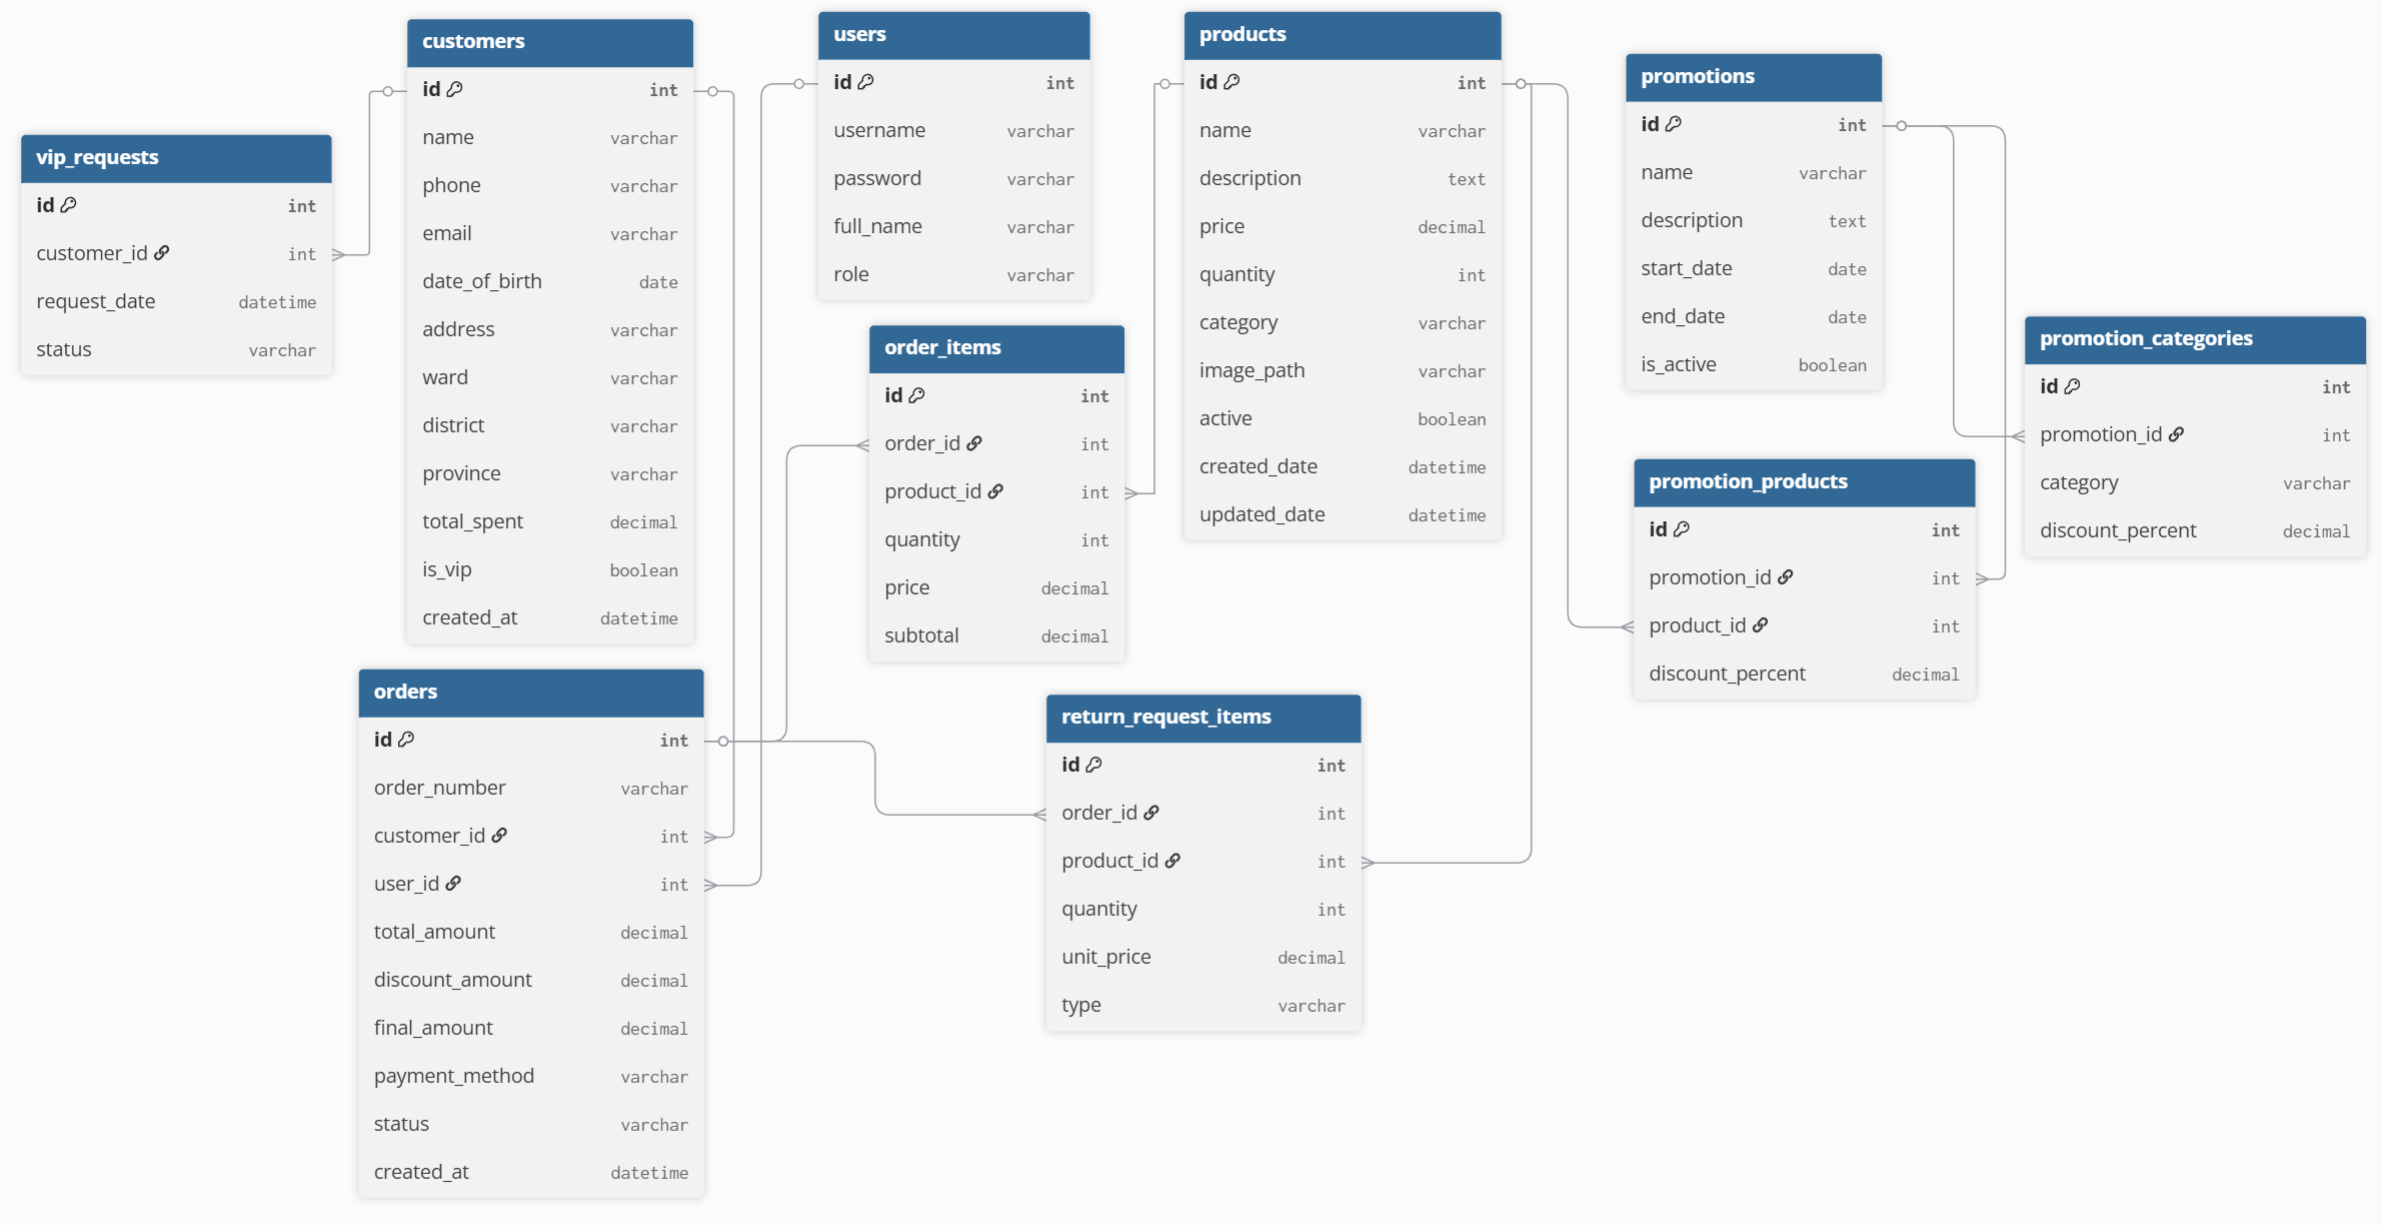 vip_requests
id int
customer_id int
request_date datetime
status varchar
customers
id int
name varchar
phone varchar
email varchar
date_of_birth date
address varchar
ward varchar
district varchar
province varchar
total_spent decimal
is_vip boolean
created_at datetime
orders
id int
order_number varchar
customer_id int
user_id int
total_amount decimal
discount_amount decimal
final_amount decimal
payment_method varchar
status varchar
created_at datetime
users
id int
username varchar
password varchar
full_name varchar
role varchar
order_items
id int
order_id int
product_id int
quantity int
price decimal
subtotal decimal
return_request_items
id int
order_id int
product_id int
quantity int
unit_price decimal
type varchar
products
id int
name varchar
description text
price decimal
quantity int
category varchar
image_path varchar
active boolean
created_date datetime
updated_date datetime
promotions
id int
name varchar
description text
start_date date
end_date date
is_active boolean
promotion_products
id int
promotion_id int
product_id int
discount_percent decimal
promotion_categories
id int
promotion_id int
category varchar
discount_percent decimal